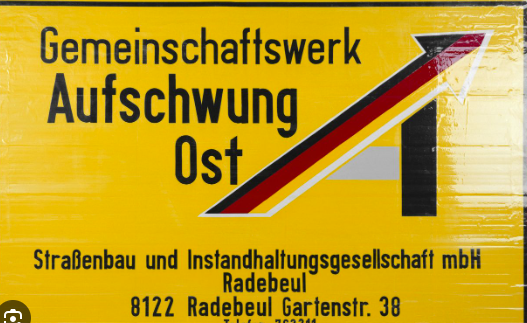 Gemeinschaftswerk
Aufschwung
Ost
Straßenbau und Instandhaltungsgesellschaft mbH
Radebeul
8122 Radebeul Gartenstr. 38